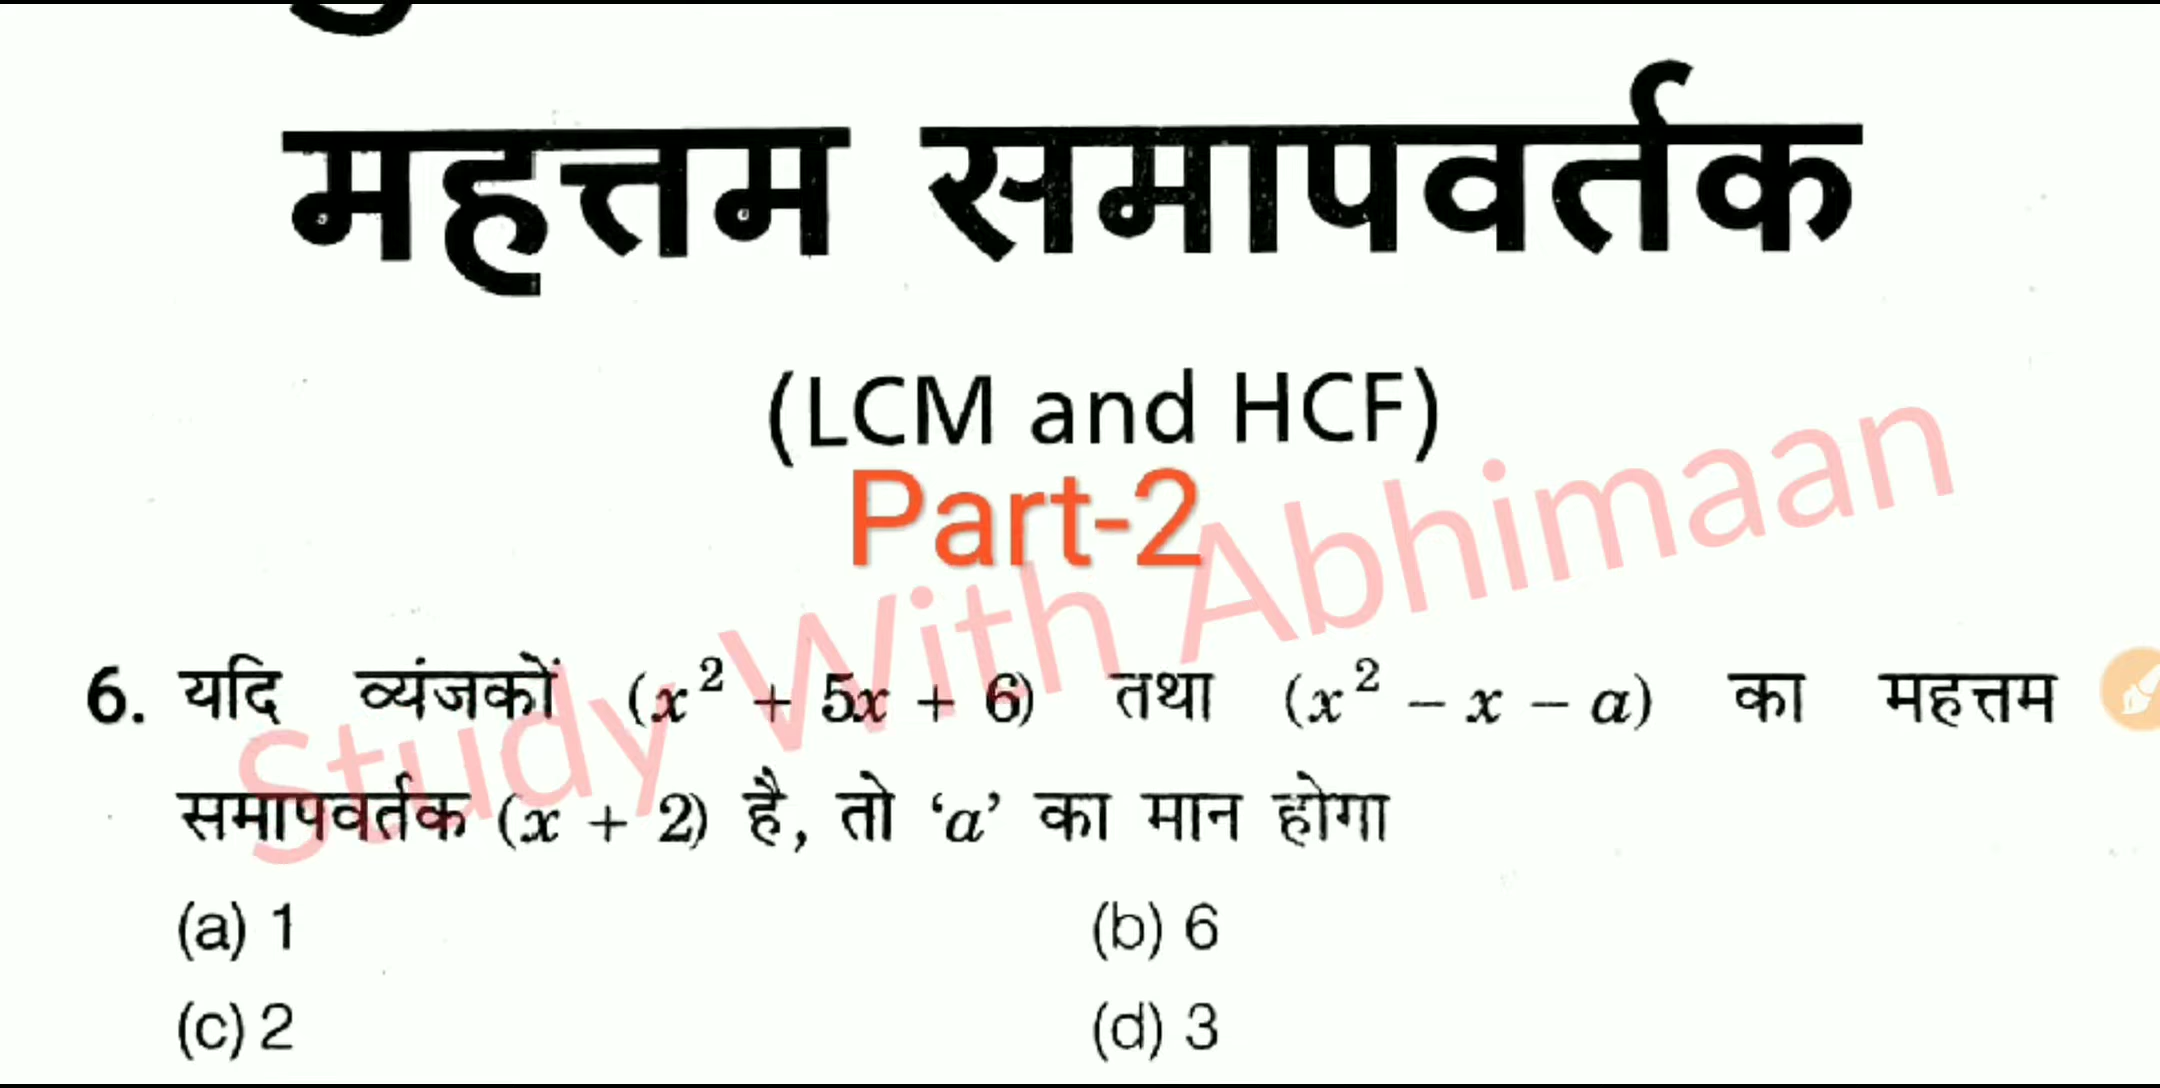 महत्तम समापवर्तक
(LCM and HCF)
Part-2
Study With Abhimaan
6. यदि व्यंजकों (x² + 5x + 6) तथा (x² – x – a) का महत्तम
समापवर्तक (x + 2) है, तो ‘a’ का मान होगा
(a) 1 (b) 6
(c) 2 (d) 3